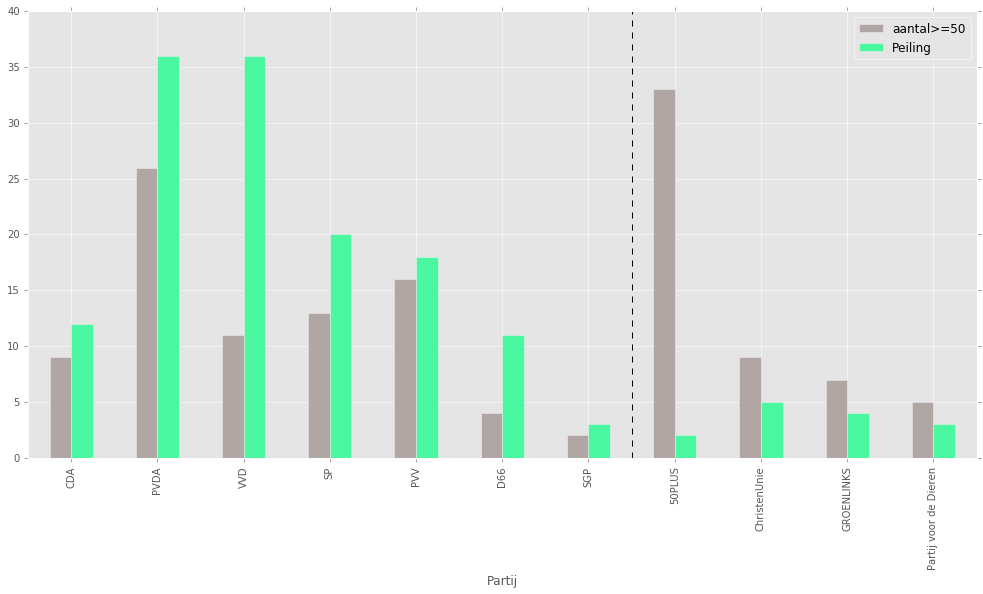 40
35
30
25
20
15
10
5
0
aantal>=50
Peiling
CDA
PVDA
VVD
SP
PVV
D66
SGP
50PLUS
ChristenUnie
GROENLINKS
Partij voor de Dieren
Partij